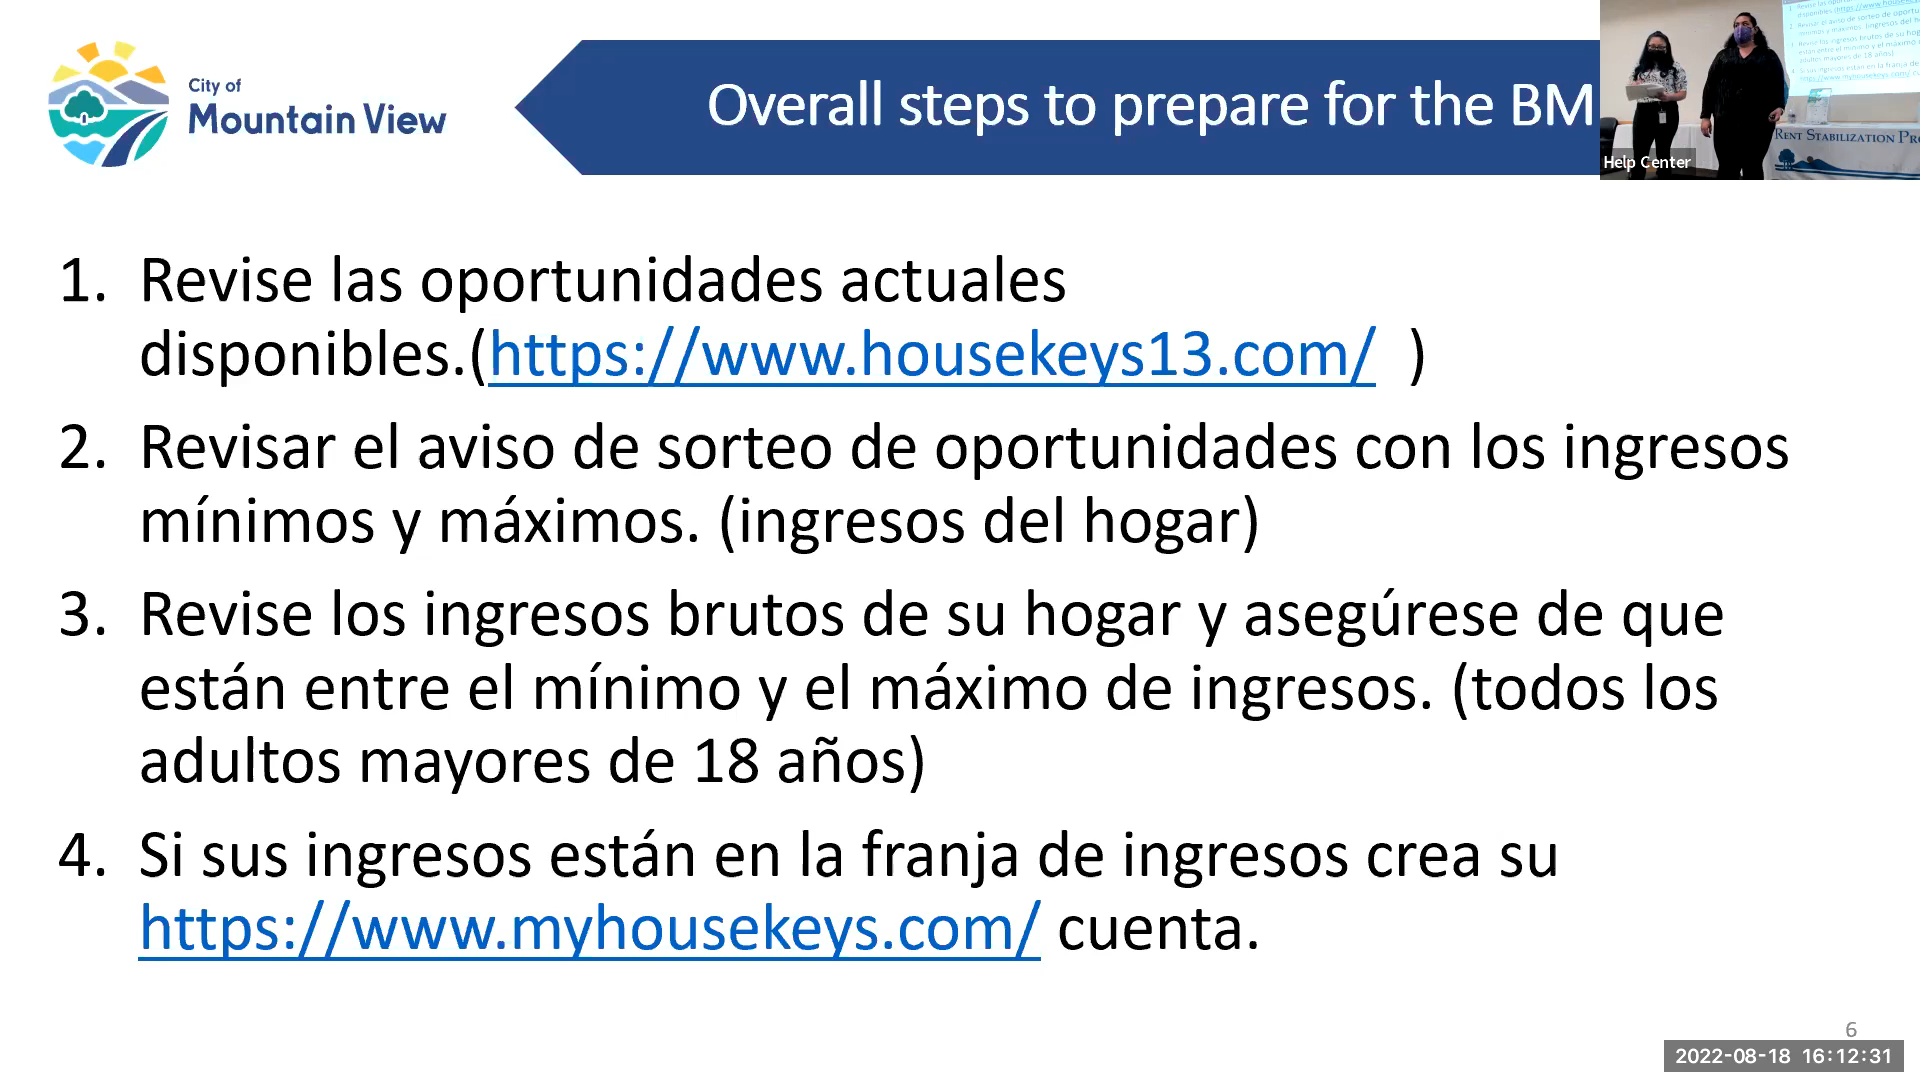 City of
Mountain View
Overall steps to prepare for the BM
Help Center
RENT STABILIZATION PR
1. Revise las oportunidades actuales
disponibles.(https://www.housekeys13.com/ )
2. Revisar el aviso de sorteo de oportunidades con los ingresos
mínimos y máximos. (ingresos del hogar)
3. Revise los ingresos brutos de su hogar y asegúrese de que
están entre el mínimo y el máximo de ingresos. (todos los
adultos mayores de 18 años)
4. Si sus ingresos están en la franja de ingresos crea su
https://www.myhousekeys.com/ cuenta.
6
2022-08-18 16:12:31